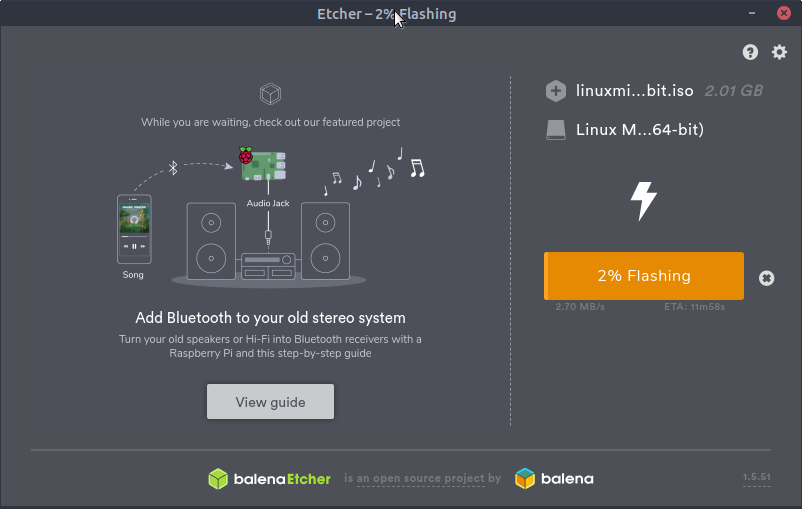 Etcher – 2% Flashing
While you are waiting, check out our featured project
Audio Jack
Song
Add Bluetooth to your old stereo system
Turn your old speakers or Hi-Fi into Bluetooth receivers with a
Raspberry Pi and this step-by-step guide
View guide
linuxmi...bit.iso 2.01 GB
Linux M...64-bit)
2% Flashing
2.70 MB/s ETA: 11m58s
balenaEtcher is an open source project by balena
1.5.51